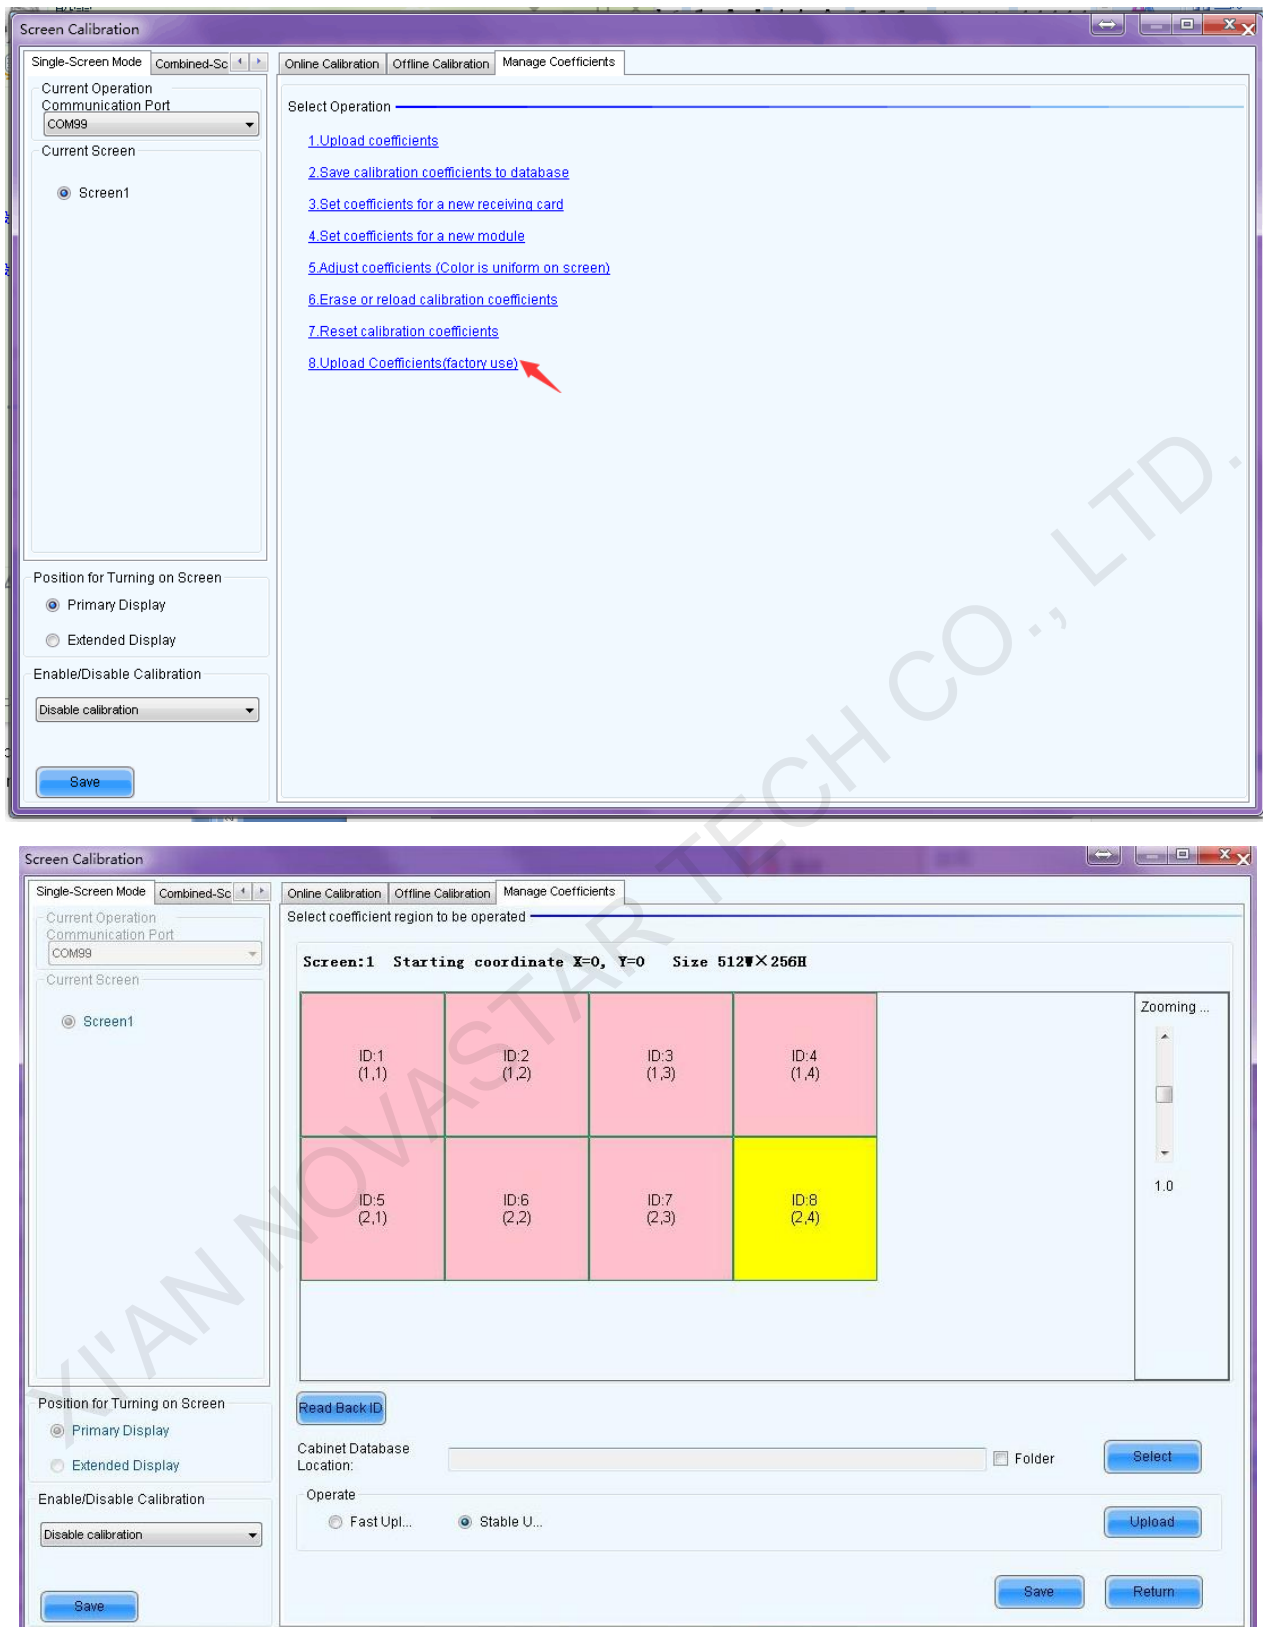 Screen Calibration
Single-Screen Mode Combined-Sc
Online Calibration Offline Calibration Manage Coefficients
Current Operation
Communication Port
COM99
Current Screen
Screen1
Select Operation
1.Upload coefficients
2.Save calibration coefficients to database
3.Set coefficients for a new receiving card
4.Set coefficients for a new module
5.Adjust coefficients (Color is uniform on screen)
6.Erase or reload calibration coefficients
7.Reset calibration coefficients
8.Upload Coefficients(factory use)
Position for Turning on Screen
Primary Display
Extended Display
Enable/Disable Calibration
Disable calibration
Save
Screen Calibration
Single-Screen Mode Combined-Sc
Online Calibration Offline Calibration Manage Coefficients
Current Operation
Communication Port
COM99
Current Screen
Screen1
Select coefficient region to be operated
Screen:1 Starting coordinate X=0, Y=0 Size 512W×256H
ID:1 ID:2 ID:3 ID:4
(1,1) (1,2) (1,3) (1,4)
ID:5 ID:6 ID:7 ID:8
(2,1) (2,2) (2,3) (2,4)
Zooming ...
1.0
Position for Turning on Screen
Primary Display
Extended Display
Enable/Disable Calibration
Disable calibration
Save
Read Back ID
Cabinet Database
Location:
Folder
Select
Operate
Fast Upl...
Stable U...
Upload
Save
Return
XI'AN NOVASTAR TECH CO., LTD.